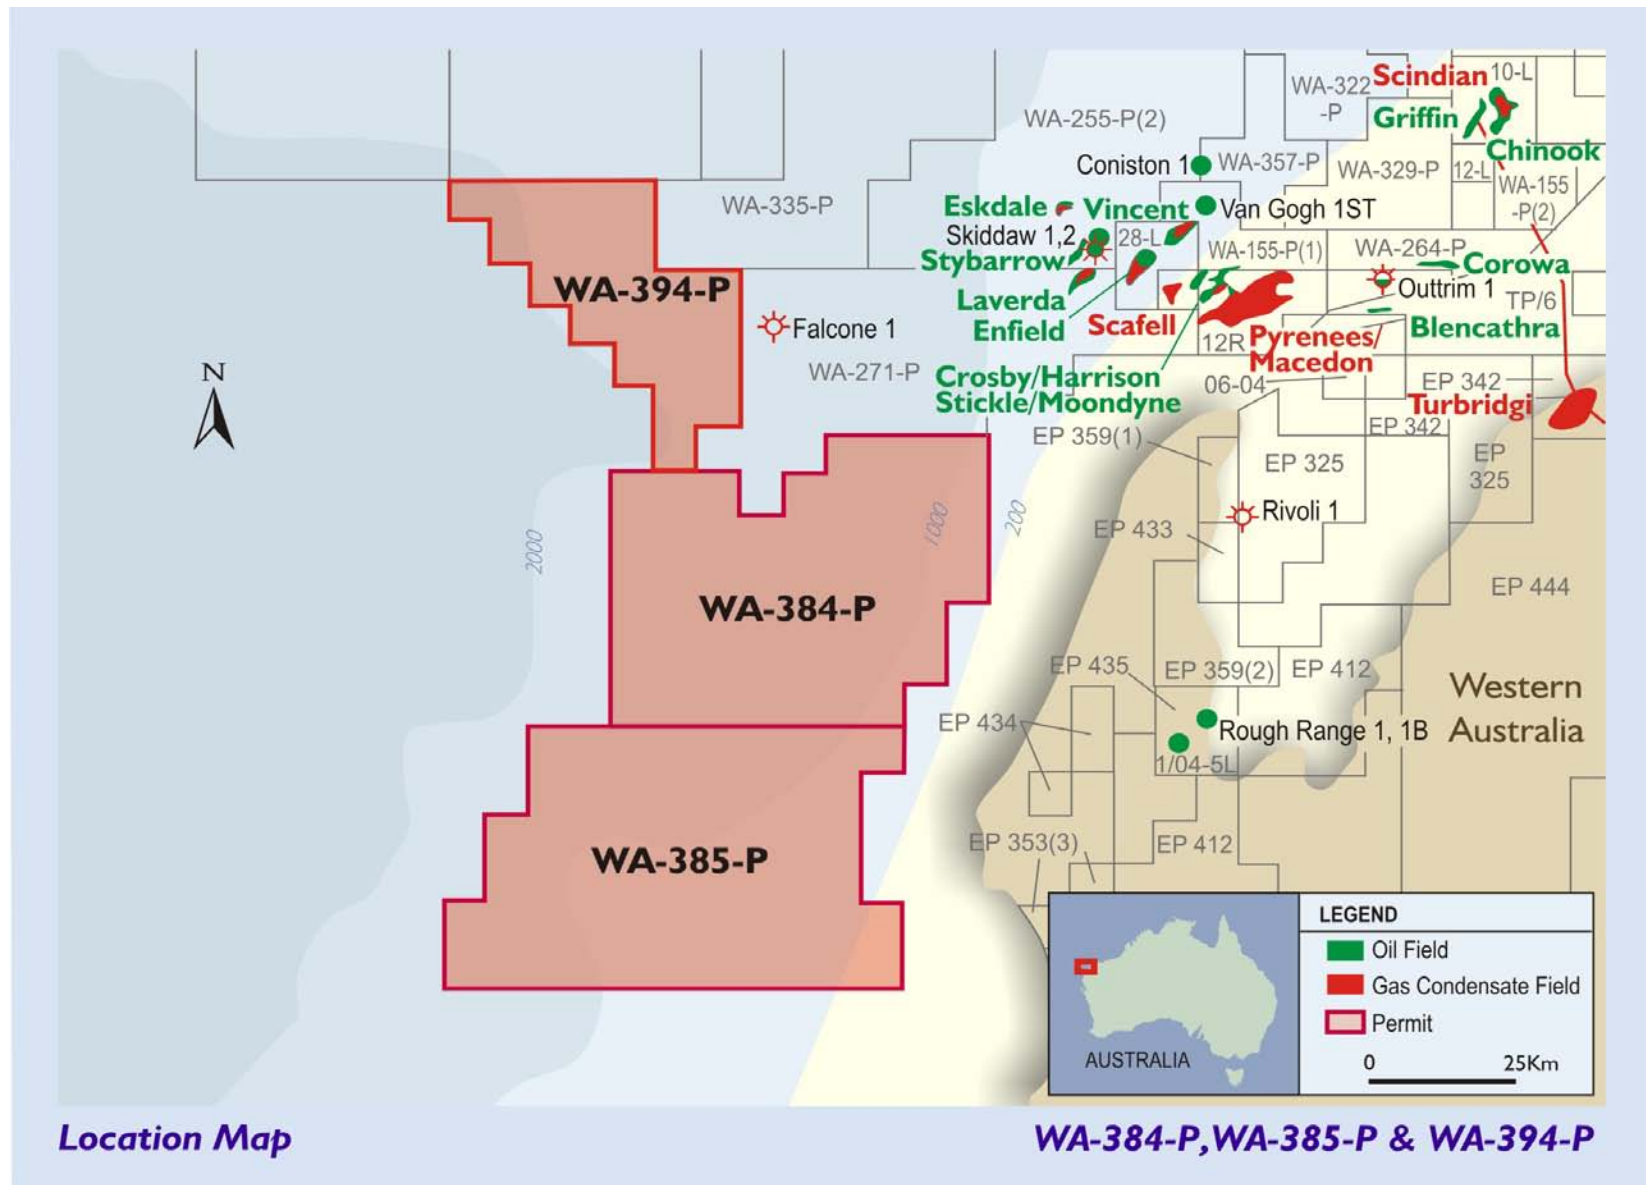 WA-322
-P
Scindian
10-L
WA-255-P(2)
Griffin
Coniston 1
WA-357-P
WA-329-P
12-L
Chinook
WA-155
-P(2)
WA-335-P
Eskdale
Vincent
Van Gogh 1ST
Skiddaw 1,2
28-L
WA-155-P(1)
WA-264-P
Stybarrow
Corowa
WA-394-P
Laverda
Outtrim 1
TP/6
Falcone 1
Enfield
Scafell
Blencathra
12R
Pyrenees/
Macedon
WA-271-P
N
Crosby/Harrison
Stickle/Moondyne
06-04
EP 342
Turbridgi
EP 359(1)
EP 342
EP 325
EP
325
2000
1000
200
Rivoli 1
EP 433
EP 444
WA-384-P
EP 435
EP 359(2)
EP 412
Western
Australia
EP 434
Rough Range 1, 1B
1/04-5L
EP 353(3)
EP 412
WA-385-P
LEGEND
Oil Field
Gas Condensate Field
Permit
0 25Km
AUSTRALIA
Location Map
WA-384-P,WA-385-P & WA-394-P